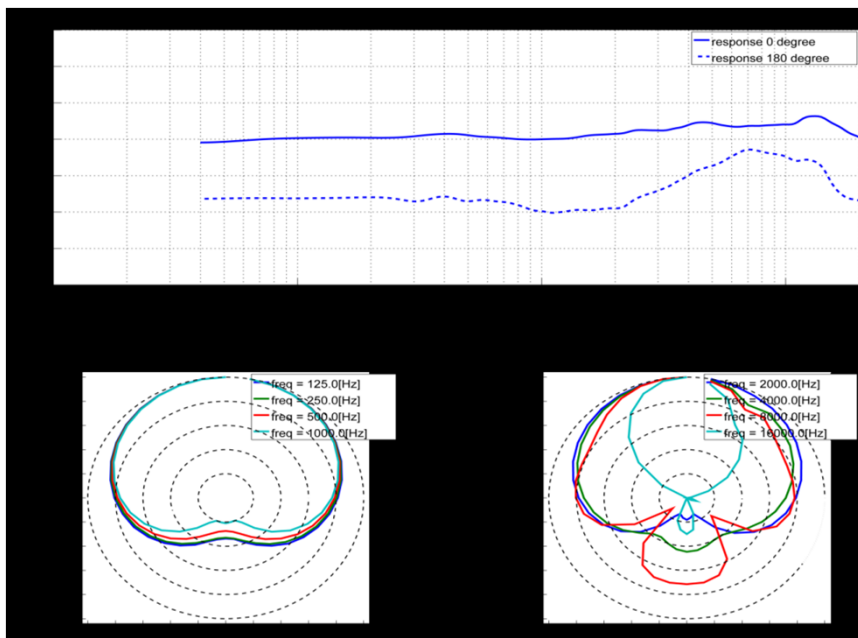 response 0 degree
response 180 degree
freq = 125.0[Hz]
freq = 250.0[Hz]
freq = 500.0[Hz]
freq = 1000.0[Hz]
freq = 2000.0[Hz]
freq = 4000.0[Hz]
freq = 8000.0[Hz]
freq = 16000.0[Hz]